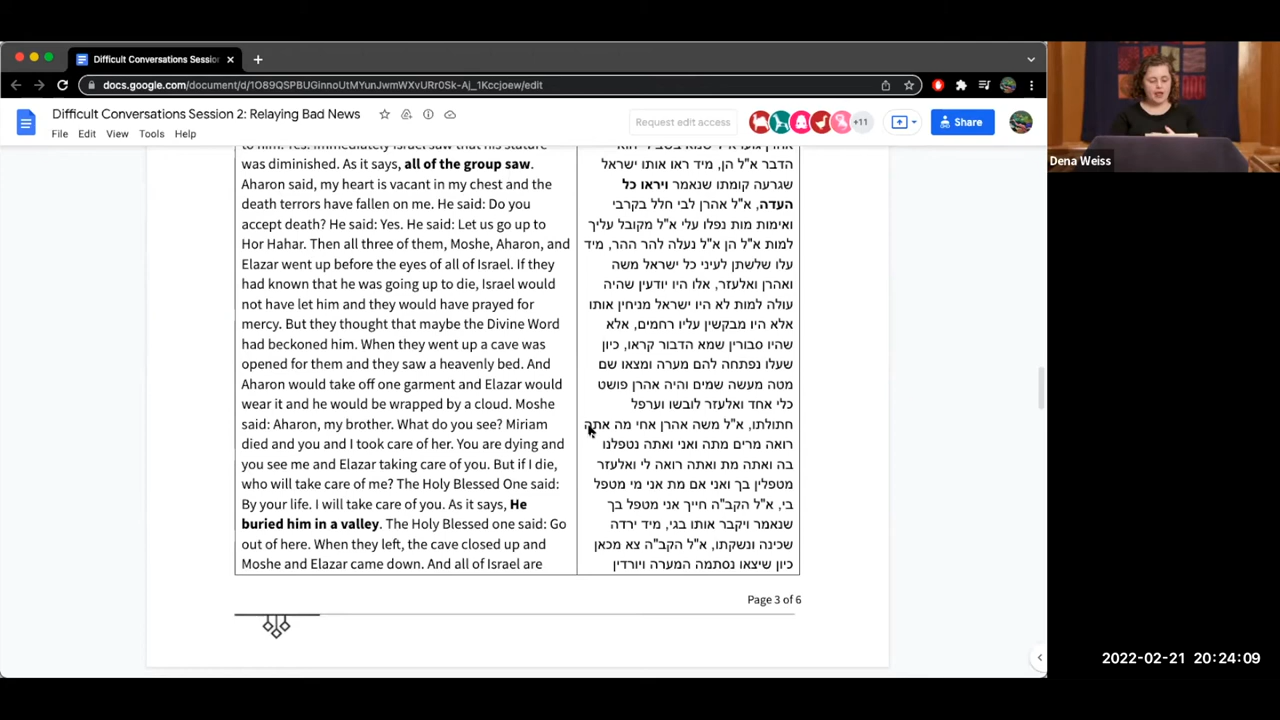 Difficult Conversations Session
docs.google.com/document/d/1O89QSPBUGinnoUtMYunJwmWXvURr0Sk-Aj_1Kccjoew/edit
Difficult Conversations Session 2: Relaying Bad News
File Edit View Tools Help
Request edit access
+11
Share
Dena Weiss
was diminished. As it says, all of the group saw.
Aharon said, my heart is vacant in my chest and the
death terrors have fallen on me. He said: Do you
accept death? He said: Yes. He said: Let us go up to
Hor Hahar. Then all three of them, Moshe, Aharon, and
Elazar went up before the eyes of all of Israel. If they
had known that he was going up to die, Israel would
not have let him and they would have prayed for
mercy. But they thought that maybe the Divine Word
had beckoned him. When they went up a cave was
opened for them and they saw a heavenly bed. And
Aharon would take off one garment and Elazar would
wear it and he would be wrapped by a cloud. Moshe
said: Aharon, my brother. What do you see? Miriam
died and you and I took care of her. You are dying and
you see me and Elazar taking care of you. But if I die,
who will take care of me? The Holy Blessed One said:
By your life. I will take care of you. As it says, He
buried him in a valley. The Holy Blessed one said: Go
out of here. When they left, the cave closed up and
Moshe and Elazar came down. And all of Israel are
הדבר א"ל הן, מיד ראו אותו ישראל
שגרעה קומתו שנאמר ויראו כל
העדה, א"ל אהרן לבי חלל בקרבי
ואימות מות נפלו עלי א"ל מקובל עליך
למות א"ל הן א"ל נעלה להר ההר, מיד
עלו שלשתן לעיני כל ישראל משה
ואהרן ואלעזר, אלו היו יודעין שהיה
עולה למות לא היו ישראל מניחין אותו
אלא היו מבקשין עליו רחמים, אלא
שהיו סבורין שמא הדבור קראו, כיון
שעלו נפתחה להם מערה ומצאו שם
מטה מעשה שמים והיה אהרן פושט
כלי אחד ואלעזר לובשו וערפל
חתולתו, א"ל משה אהרן אחי מה אתה
רואה מרים מתה ואני ואתה נטפלנו
בה ואתה מת ואתה רואה לי ואלעזר
מטפלין בך ואני אם מת אני מי מטפל
בי, א"ל הקב"ה חייך אני מטפל בך
שנאמר ויקבר אותו בגי, מיד ירדה
שכינה ונשקתו, א"ל הקב"ה צא מכאן
כיון שיצאו נסתמה המערה ויורדין
Page 3 of 6
2022-02-21 20:24:09